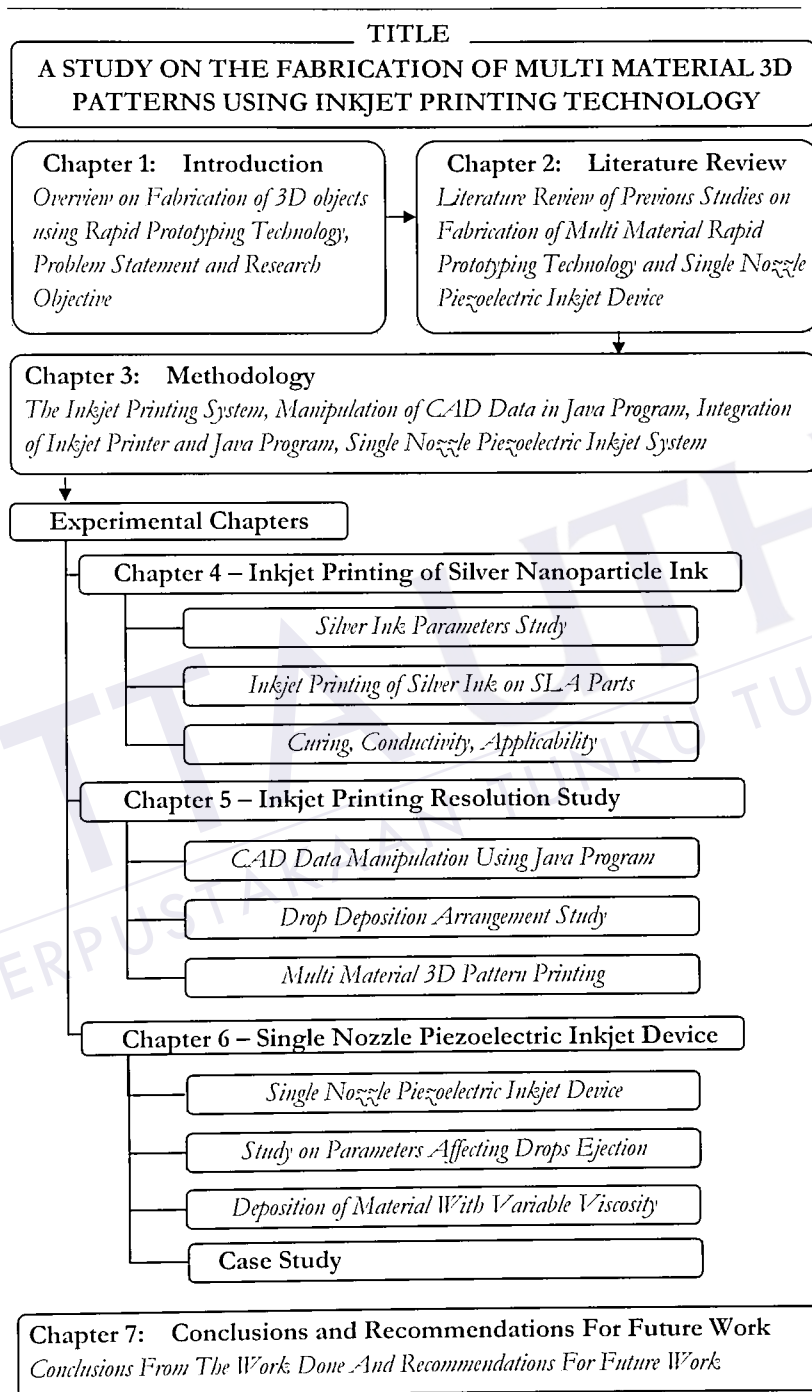 TITLE
A STUDY ON THE FABRICATION OF MULTI MATERIAL 3D
PATTERNS USING INKJET PRINTING TECHNOLOGY
Chapter 1: Introduction
Overview on Fabrication of 3D objects
using Rapid Prototyping Technology,
Problem Statement and Research
Objective
Chapter 2: Literature Review
Literature Review of Previous Studies on
Fabrication of Multi Material Rapid
Prototyping Technology and Single Nozzle
Piezoelectric Inkjet Device
Chapter 3: Methodology
The Inkjet Printing System, Manipulation of CAD Data in Java Program, Integration
of Inkjet Printer and Java Program, Single Nozzle Piezoelectric Inkjet System
Experimental Chapters
Chapter 4 – Inkjet Printing of Silver Nanoparticle Ink
Silver Ink Parameters Study
Inkjet Printing of Silver Ink on SLA Parts
Curing, Conductivity, Applicability
Chapter 5 – Inkjet Printing Resolution Study
CAD Data Manipulation Using Java Program
Drop Deposition Arrangement Study
Multi Material 3D Pattern Printing
Chapter 6 – Single Nozzle Piezoelectric Inkjet Device
Single Nozzle Piezoelectric Inkjet Device
Study on Parameters Affecting Drops Ejection
Deposition of Material With Variable Viscosity
Case Study
Chapter 7: Conclusions and Recommendations For Future Work
Conclusions From The Work Done And Recommendations For Future Work